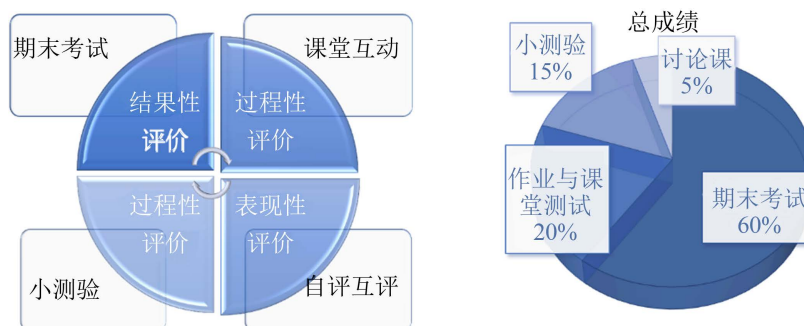 期末考试
课堂互动
结果性
评价
过程性
评价
过程性
评价
表现性
评价
小测验
自评互评
总成绩
小测验
15%
讨论课
5%
作业与课
堂测试
20%
期末考试
60%